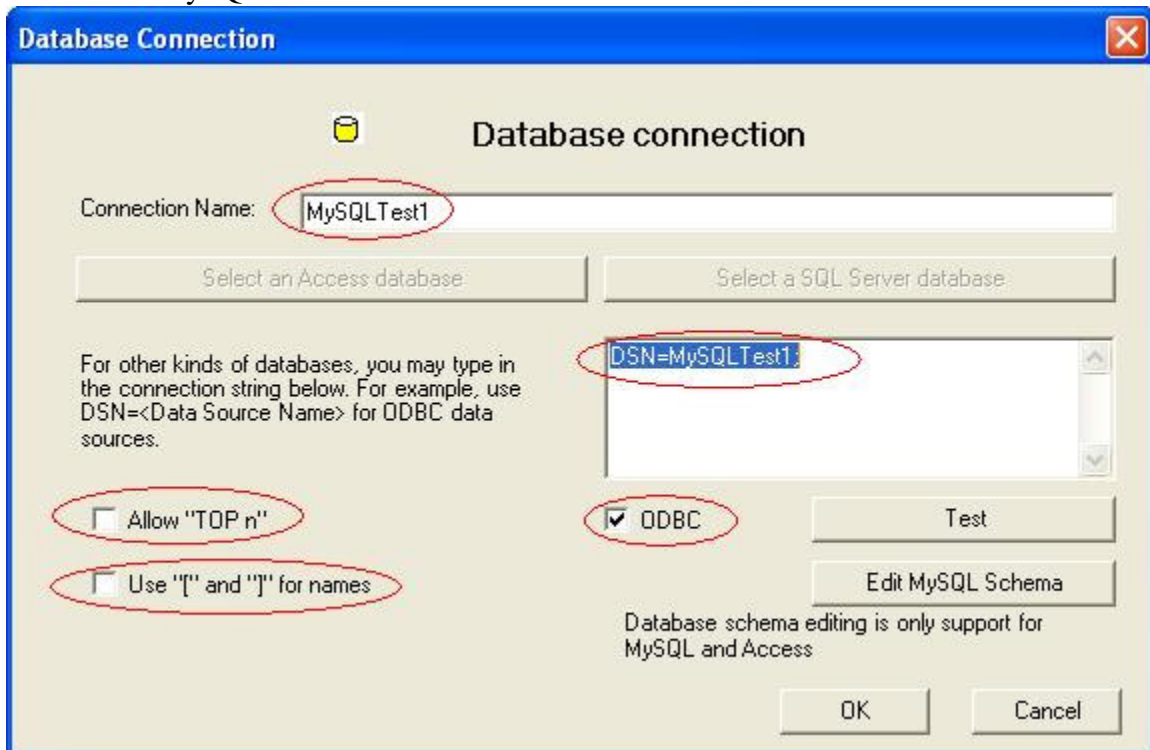 Database Connection
Database connection
Connection Name: MySQLTest1
Select an Access database Select a SQL Server database
For other kinds of databases, you may type in
the connection string below. For example, use
DSN=<Data Source Name> for ODBC data
sources.
DSN=MySQLTest1;
Allow "TOP n" ODBC Test
Use "[" and "]" for names Edit MySQL Schema
Database schema editing is only support for
MySQL and Access
OK Cancel